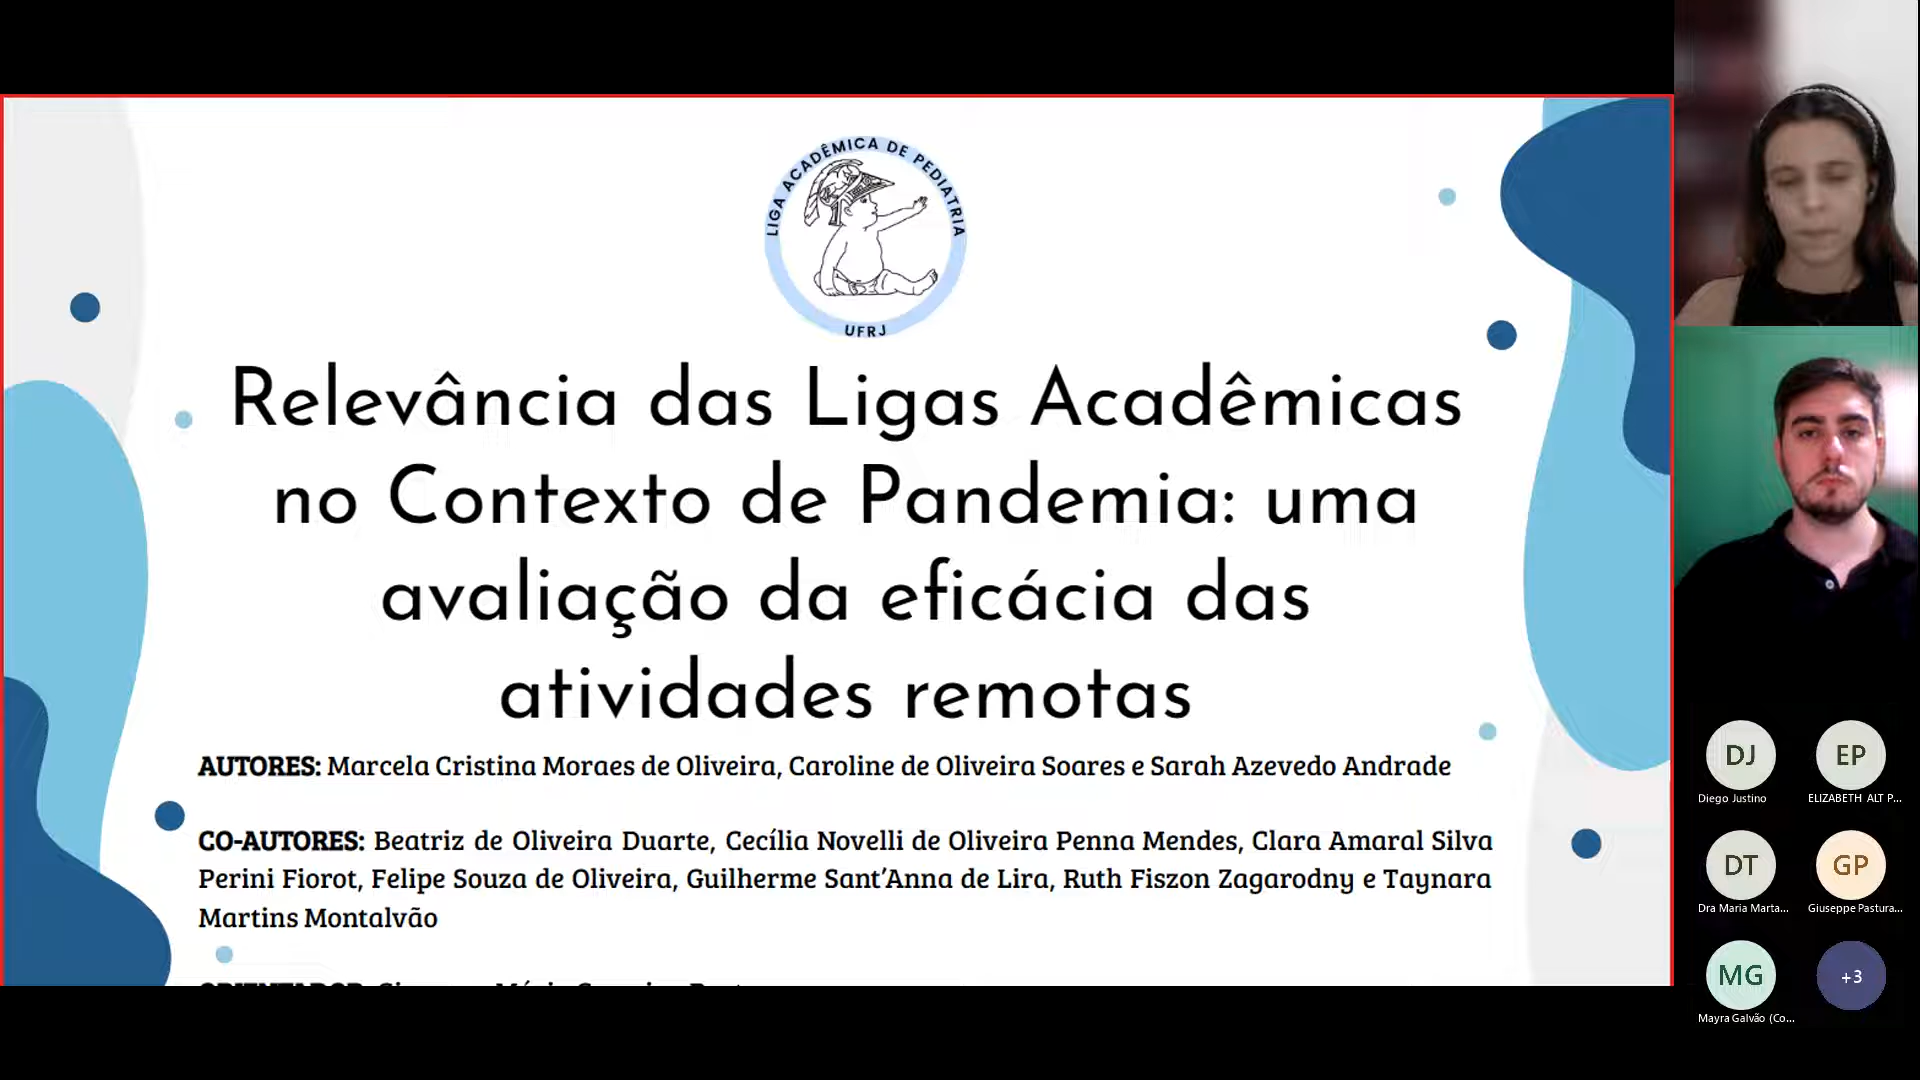 LIGA ACADÊMICA DE PEDIATRIA
UFRJ
Relevância das Ligas Acadêmicas
no Contexto de Pandemia: uma
avaliação da eficácia das
atividades remotas
AUTORES: Marcela Cristina Moraes de Oliveira, Caroline de Oliveira Soares e Sarah Azevedo Andrade
CO-AUTORES: Beatriz de Oliveira Duarte, Cecília Novelli de Oliveira Penna Mendes, Clara Amaral Silva
Perini Fiorot, Felipe Souza de Oliveira, Guilherme Sant’Anna de Lira, Ruth Fiszon Zagarodny e Taynara
Martins Montalvão
DJ
Diego Justino
EP
ELIZABETH ALT P...
DT
Dra Maria Marta...
GP
Giuseppe Pastura...
MG
Mayra Galvão (Co...
+3